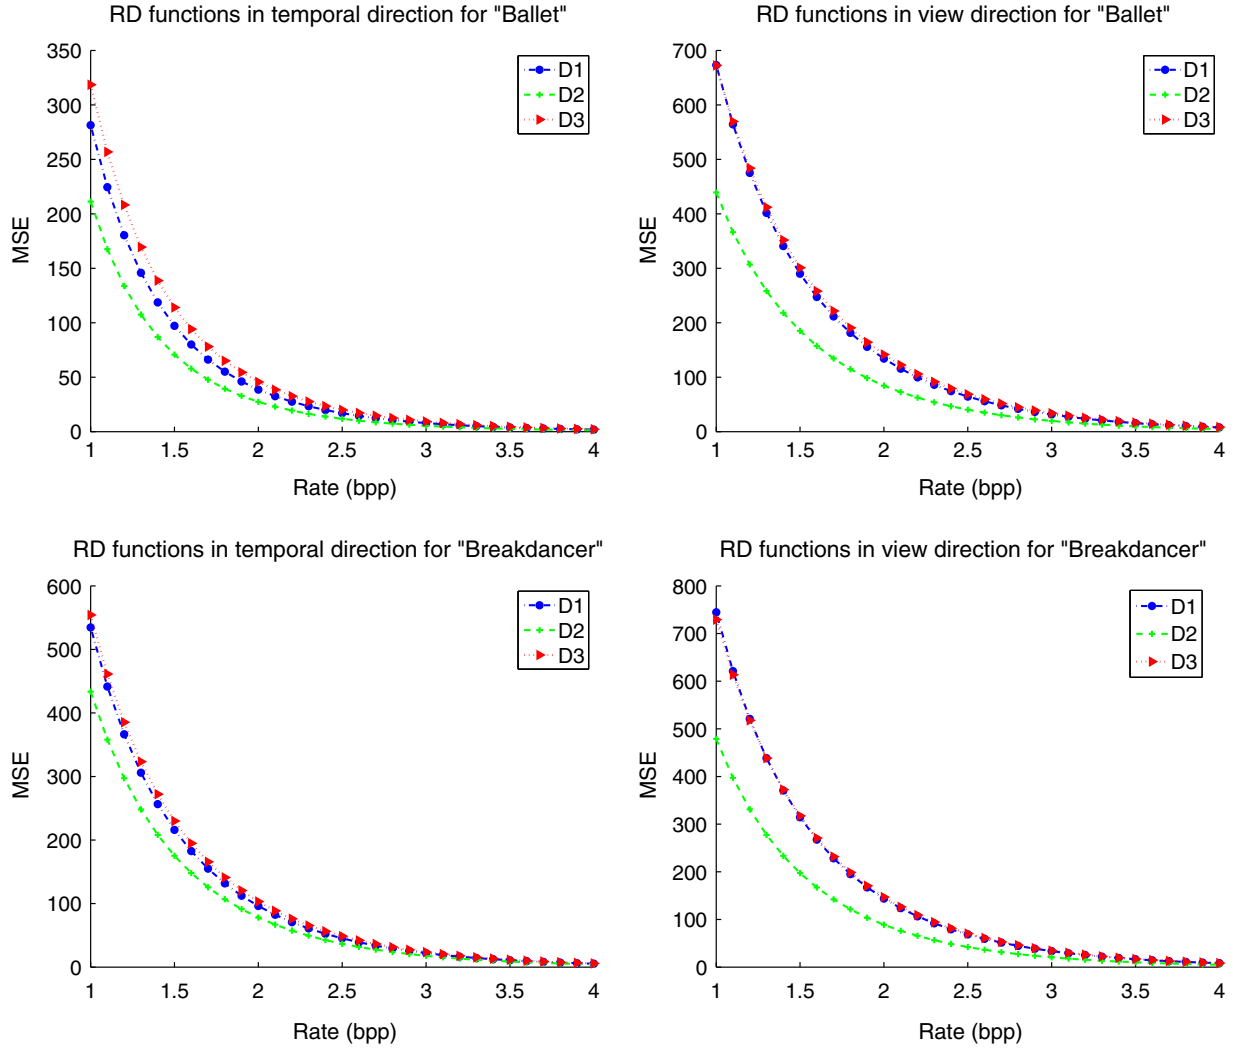 RD functions in temporal direction for "Ballet"
350
300
250
200
150
100
50
0
MSE
D1
D2
D3
1
1.5
2
2.5
3
3.5
4
Rate (bpp)
RD functions in view direction for "Ballet"
700
600
500
400
300
200
100
0
MSE
D1
D2
D3
1
1.5
2
2.5
3
3.5
4
Rate (bpp)
RD functions in temporal direction for "Breakdancer"
600
500
400
300
200
100
0
MSE
D1
D2
D3
1
1.5
2
2.5
3
3.5
4
Rate (bpp)
RD functions in view direction for "Breakdancer"
800
700
600
500
400
300
200
100
0
MSE
D1
D2
D3
1
1.5
2
2.5
3
3.5
4
Rate (bpp)